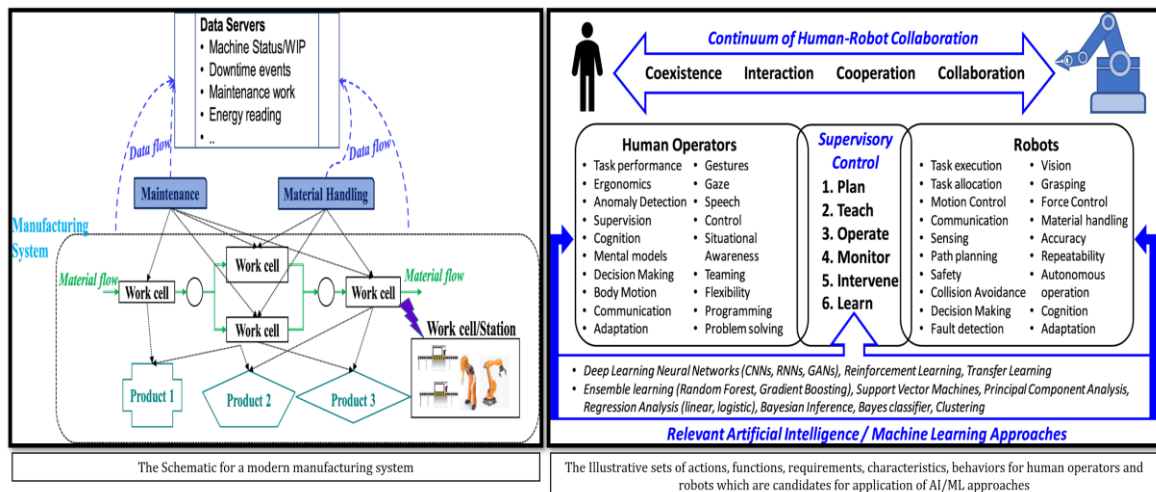 Data Servers
• Machine Status/WIP
• Downtime events
• Maintenance work
• Energy reading
• ..
Data flow
Data flow
Maintenance
Material Handling
Manufacturing
System
Material flow
Work cell
Work cell
Work cell
Work cell
Material flow
Work cell/Station
Product 1
Product 2
Product 3
The Schematic for a modern manufacturing system
Continuum of Human-Robot Collaboration
Coexistence Interaction Cooperation Collaboration
Human Operators
• Task performance
• Ergonomics
• Anomaly Detection
• Supervision
• Cognition
• Mental models
• Decision Making
• Body Motion
• Communication
• Adaptation
• Gestures
• Gaze
• Speech
• Control
• Situational
Awareness
• Teaming
• Flexibility
• Programming
• Problem solving
Supervisory
Control
1. Plan
2. Teach
3. Operate
4. Monitor
5. Intervene
6. Learn
Robots
• Task execution
• Task allocation
• Motion Control
• Communication
• Sensing
• Path planning
• Safety
• Collision Avoidance
• Decision Making
• Fault detection
• Vision
• Grasping
• Force Control
• Material handling
• Accuracy
• Repeatability
• Autonomous
operation
• Cognition
• Adaptation
• Deep Learning Neural Networks (CNNs, RNNs, GANs), Reinforcement Learning, Transfer Learning
• Ensemble learning (Random Forest, Gradient Boosting), Support Vector Machines, Principal Component Analysis,
Regression Analysis (linear, logistic), Bayesian Inference, Bayes classifier, Clustering
Relevant Artificial Intelligence / Machine Learning Approaches
The Illustrative sets of actions, functions, requirements, characteristics, behaviors for human operators and
robots which are candidates for application of AI/ML approaches